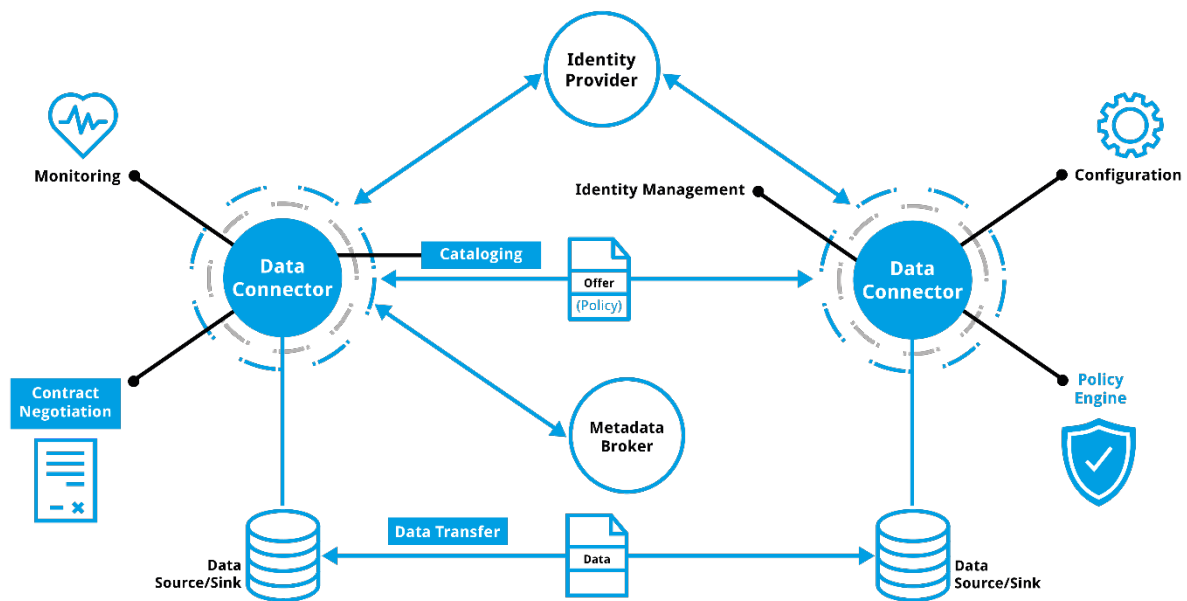 Identity
Provider
Monitoring
Identity Management
Configuration
Cataloging
Data
Connector
Offer
(Policy)
Data
Connector
Contract
Negotiation
Policy
Engine
Metadata
Broker
Data Transfer
Data
Source/Sink
Data
Data
Source/Sink